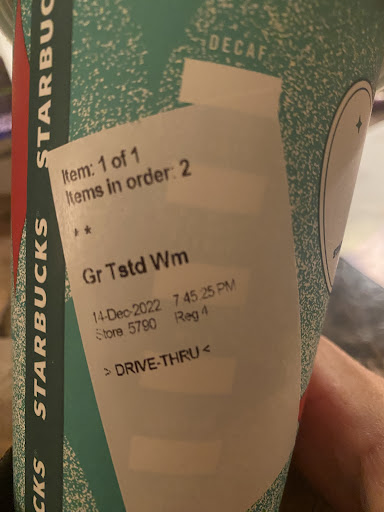 DECAF
STARBUCKS
STARBUCKS
CKS
Item: 1 of 1
Items in order: 2
* *
Gr Tstd Wm
14-Dec-2022 7:45:25 PM
Store 5790 Reg 4
> DRIVE-THRU <